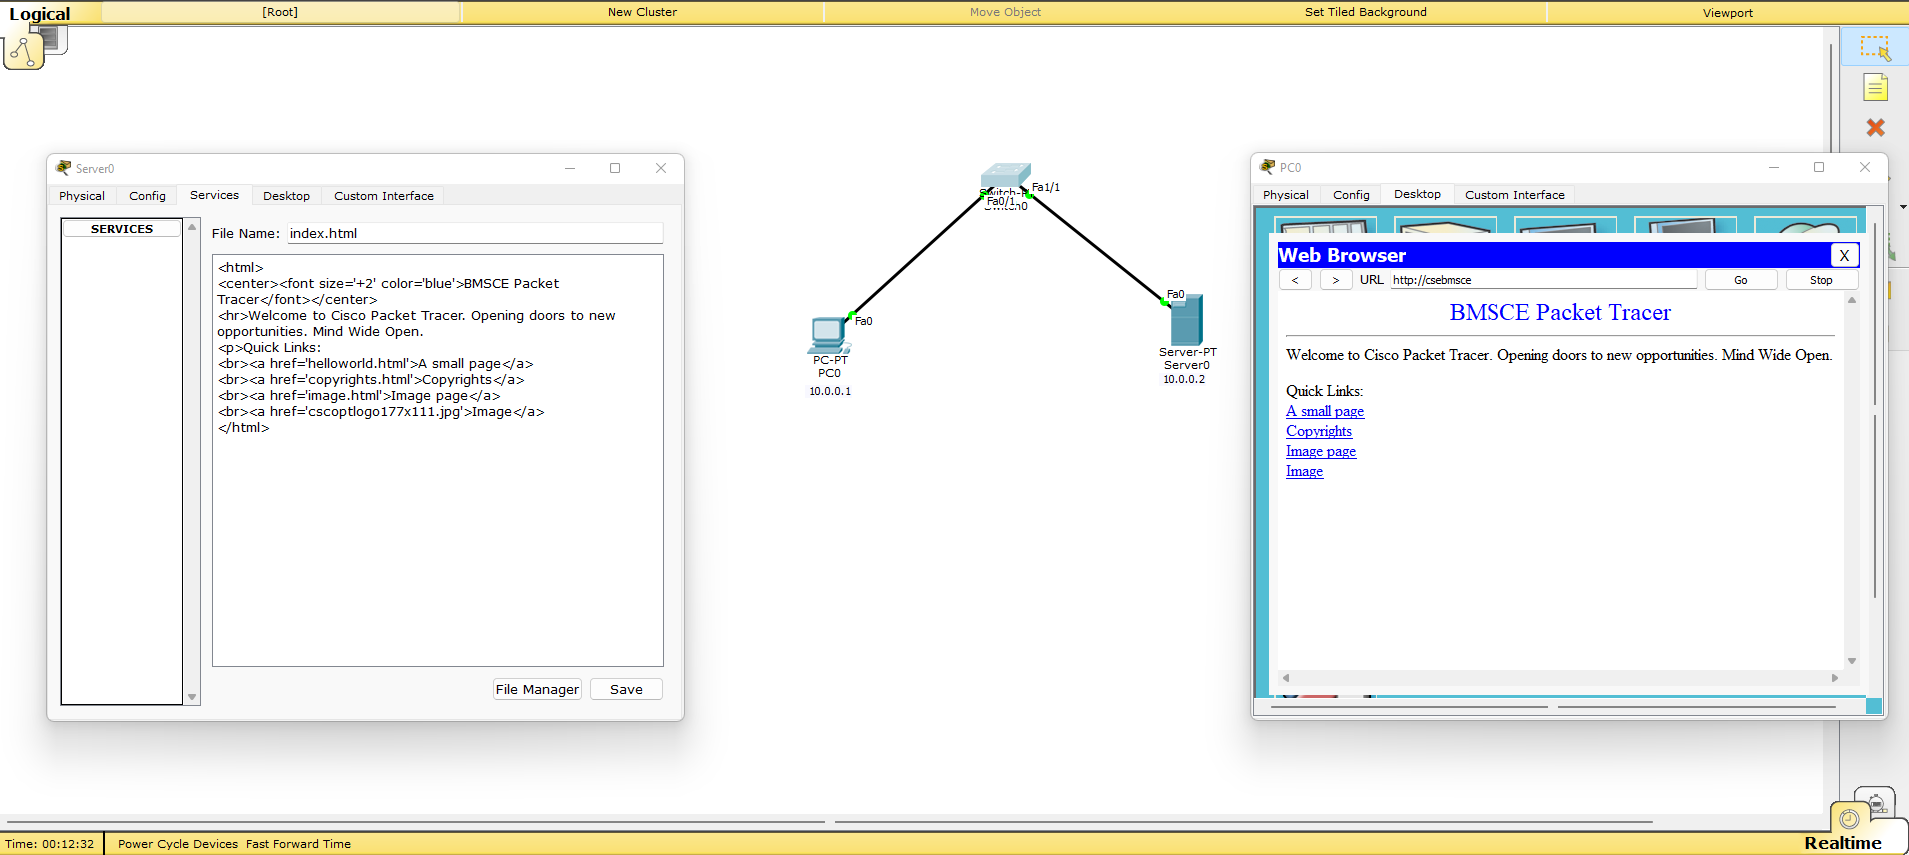 Logical
[Root]
New Cluster
Move Object
Set Tiled Background
Viewport
Server0
Physical
Config
Services
Desktop
Custom Interface
SERVICES
File Name: index.html
<html>
<center><font size='+2' color='blue'>BMSCE Packet
Tracer</font></center>
<hr>Welcome to Cisco Packet Tracer. Opening doors to new
opportunities. Mind Wide Open.
<p>Quick Links:
<br><a href='helloworld.html'>A small page</a>
<br><a href='copyrights.html'>Copyrights</a>
<br><a href='image.html'>Image page</a>
<br><a href='cscoptlogo177x111.jpg'>Image</a>
</html>
File Manager
Save
Fa1/1
Fa0/1
Switch0
Fa0
PC-PT
PC0
10.0.0.1
Fa0
Server-PT
Server0
10.0.0.2
PC0
Physical
Config
Desktop
Custom Interface
Web Browser
X
<
>
URL
http://csebmsce
Go
Stop
BMSCE Packet Tracer
Welcome to Cisco Packet Tracer. Opening doors to new opportunities. Mind Wide Open.
Quick Links:
A small page
Copyrights
Image page
Image
Time: 00:12:32
Power Cycle Devices
Fast Forward Time
Realtime